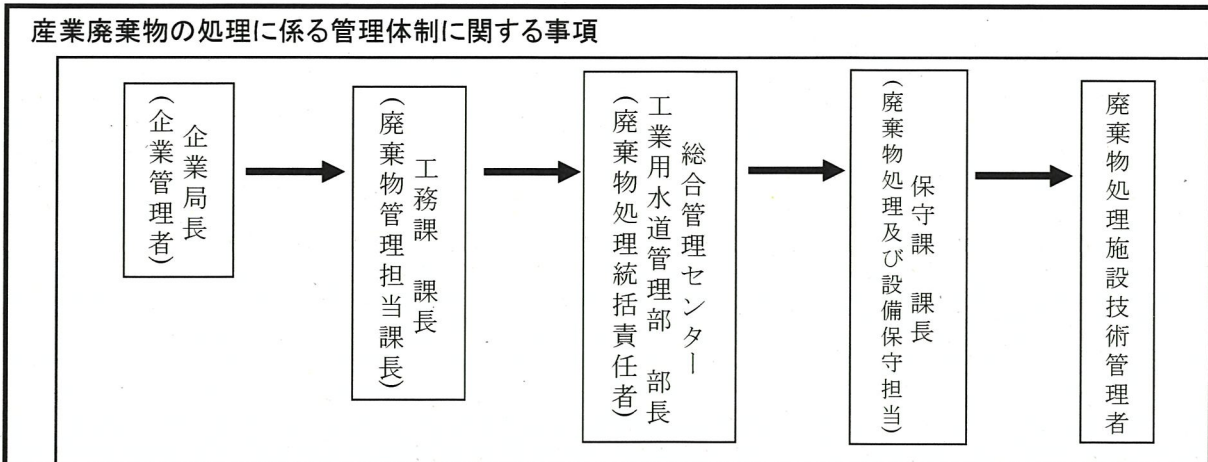 産業廃棄物の処理に係る管理体制に関する事項
企業局長
(企業管理者)
工務課　課長
(廃棄物管理担当課長)
総合管理センター
工業用水道管理部　部長
(廃棄物処理統括責任者)
保守課　課長
(廃棄物処理及び設備保守担当)
廃棄物処理施設技術管理者